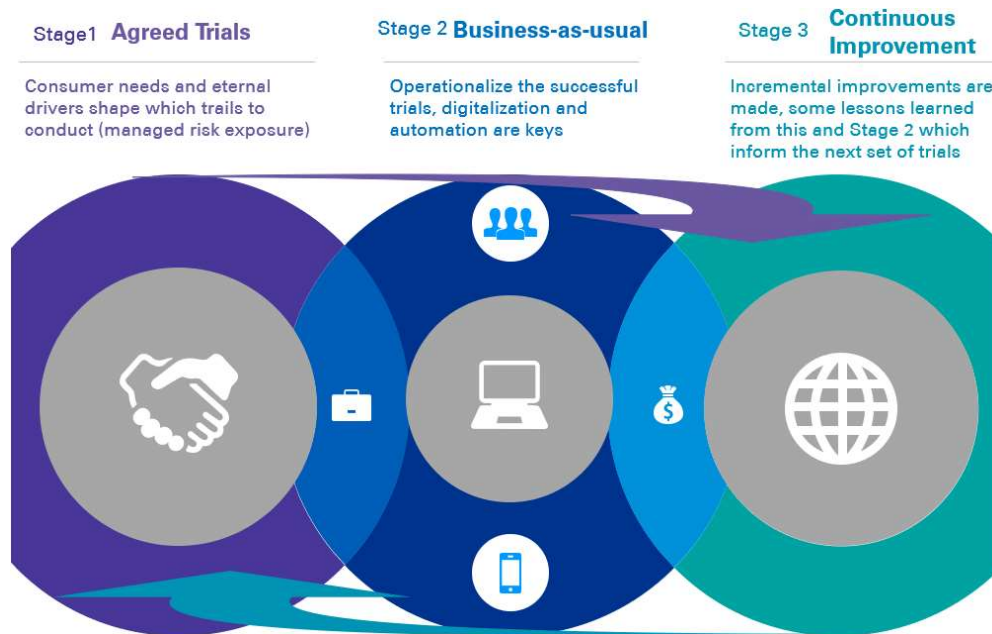 Stage1 Agreed Trials
Consumer needs and eternal
drivers shape which trails to
conduct (managed risk exposure)
Stage 2 Business-as-usual
Operationalize the successful
trials, digitalization and
automation are keys
Stage 3 Continuous
Improvement
Incremental improvements are
made, some lessons learned
from this and Stage 2 which
inform the next set of trials
$